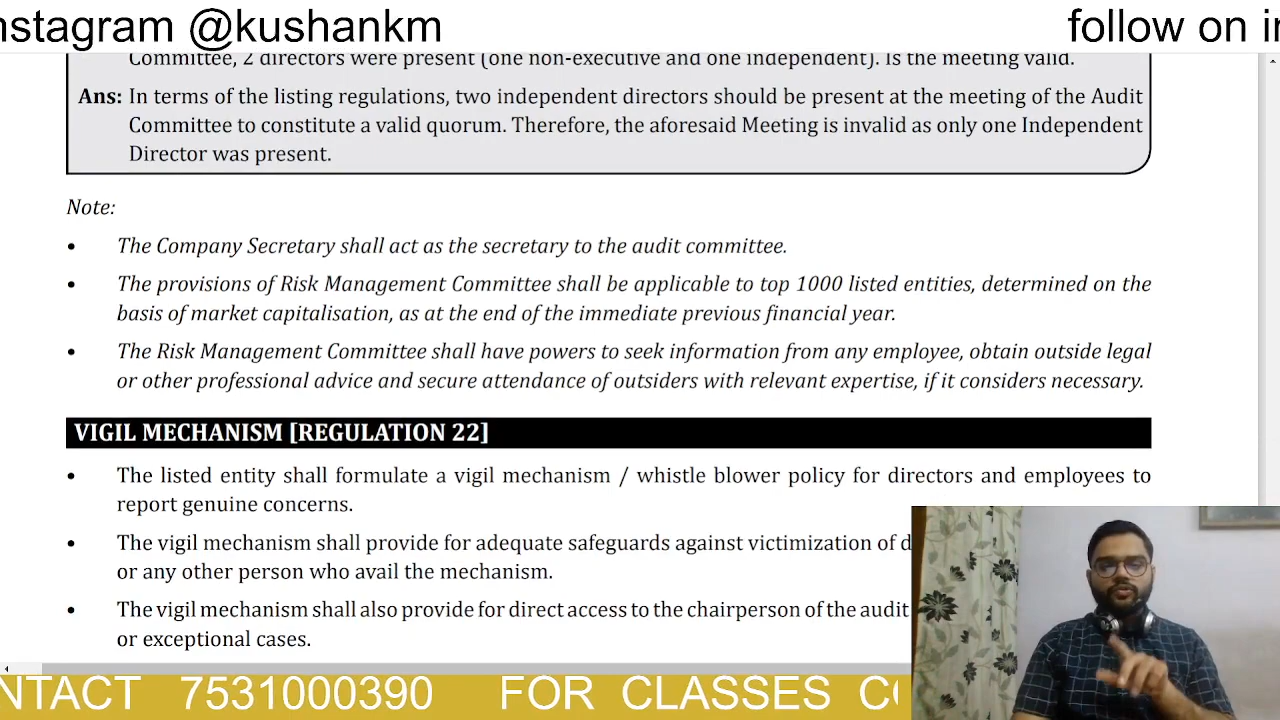 nstagram @kushankm follow on in
Committee, 2 directors were present (one non-executive and one independent). Is the meeting valid.
Ans: In terms of the listing regulations, two independent directors should be present at the meeting of the Audit
Committee to constitute a valid quorum. Therefore, the aforesaid Meeting is invalid as only one Independent
Director was present.
Note:
• The Company Secretary shall act as the secretary to the audit committee.
• The provisions of Risk Management Committee shall be applicable to top 1000 listed entities, determined on the
basis of market capitalisation, as at the end of the immediate previous financial year.
• The Risk Management Committee shall have powers to seek information from any employee, obtain outside legal
or other professional advice and secure attendance of outsiders with relevant expertise, if it considers necessary.
VIGIL MECHANISM [REGULATION 22]
• The listed entity shall formulate a vigil mechanism / whistle blower policy for directors and employees to
report genuine concerns.
• The vigil mechanism shall provide for adequate safeguards against victimization of d
or any other person who avail the mechanism.
• The vigil mechanism shall also provide for direct access to the chairperson of the audit
or exceptional cases.
NTACT 7531000390 FOR CLASSES CO